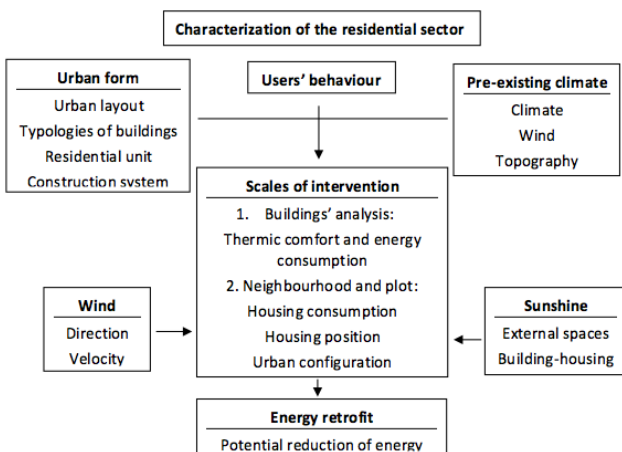 Characterization of the residential sector
Urban form
Urban layout
Typologies of buildings
Residential unit
Construction system
Users' behaviour
Pre-existing climate
Climate
Wind
Topography
Scales of intervention
1. Buildings' analysis:
Thermic comfort and energy
consumption
2. Neighbourhood and plot:
Housing consumption
Housing position
Urban configuration
Wind
Direction
Velocity
Sunshine
External spaces
Building-housing
Energy retrofit
Potential reduction of energy